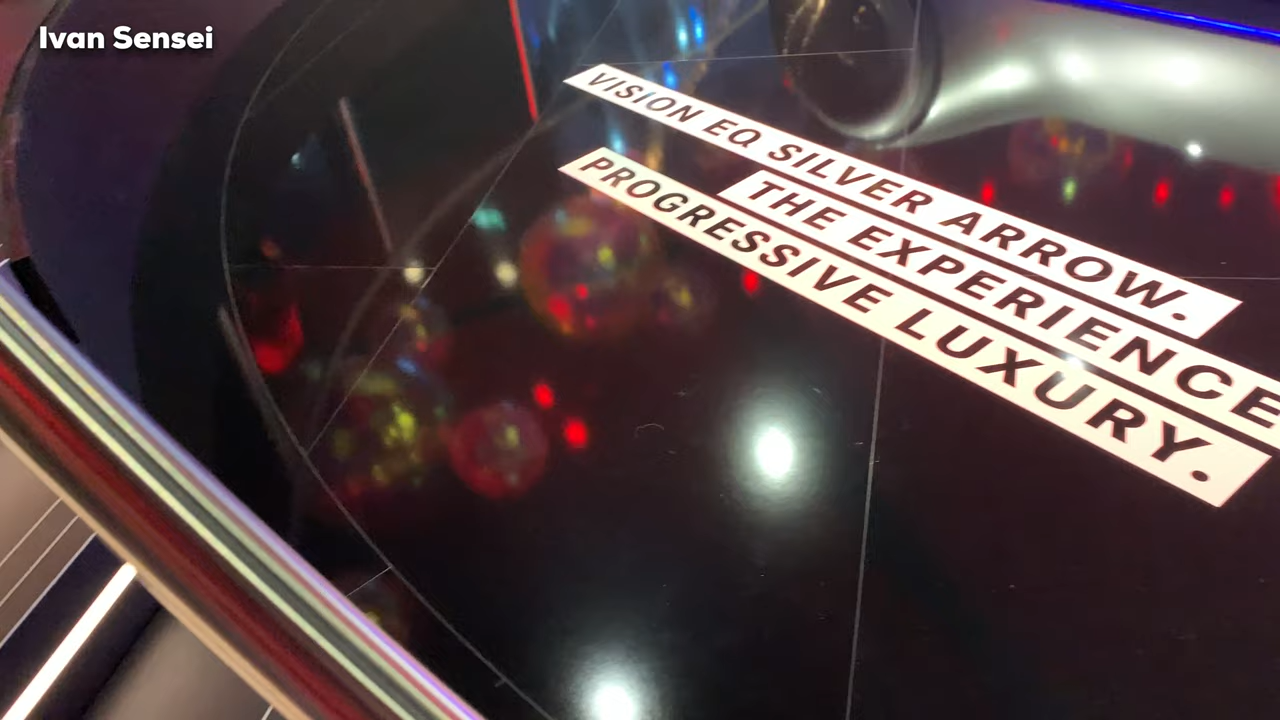 Ivan Sensei
VISION EQ SILVER ARROW.
THE EXPERIENCE
PROGRESSIVE LUXURY.